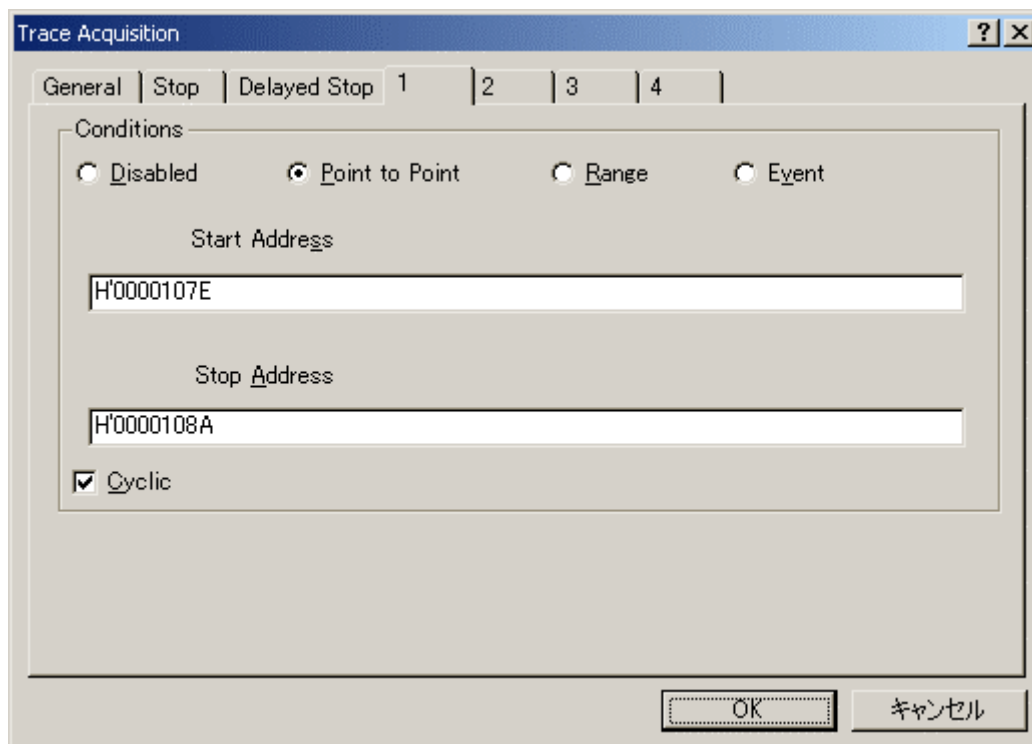 Trace Acquisition
General Stop Delayed Stop 1 2 3 4
Conditions
Disabled Point to Point Range Event
Start Address
H'0000107E
Stop Address
H'0000108A
Cyclic
OK キャンセル